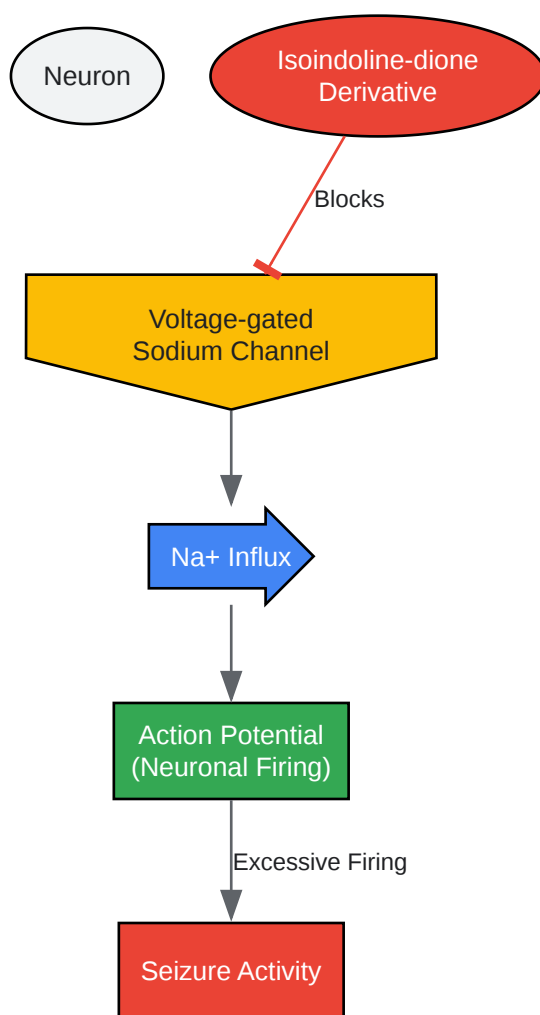 Neuron
Isoindoline-dione
Derivative
Blocks
Voltage-gated
Sodium Channel
Na+ Influx
Action Potential
(Neuronal Firing)
Excessive Firing
Seizure Activity